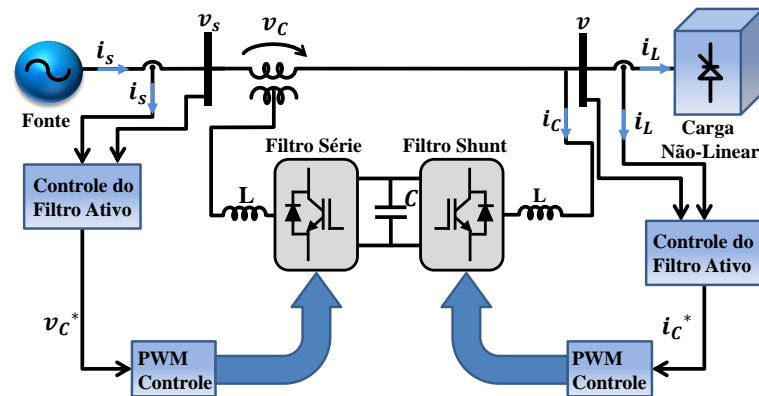 v_s
v_C
v
i_s
i_s
i_L
i_L
i_C
Fonte
Carga
Não-Linear
Filtro Série
Filtro Shunt
Controle do
Filtro Ativo
L
C
L
Controle do
Filtro Ativo
v_C*
i_C*
PWM
Controle
PWM
Controle